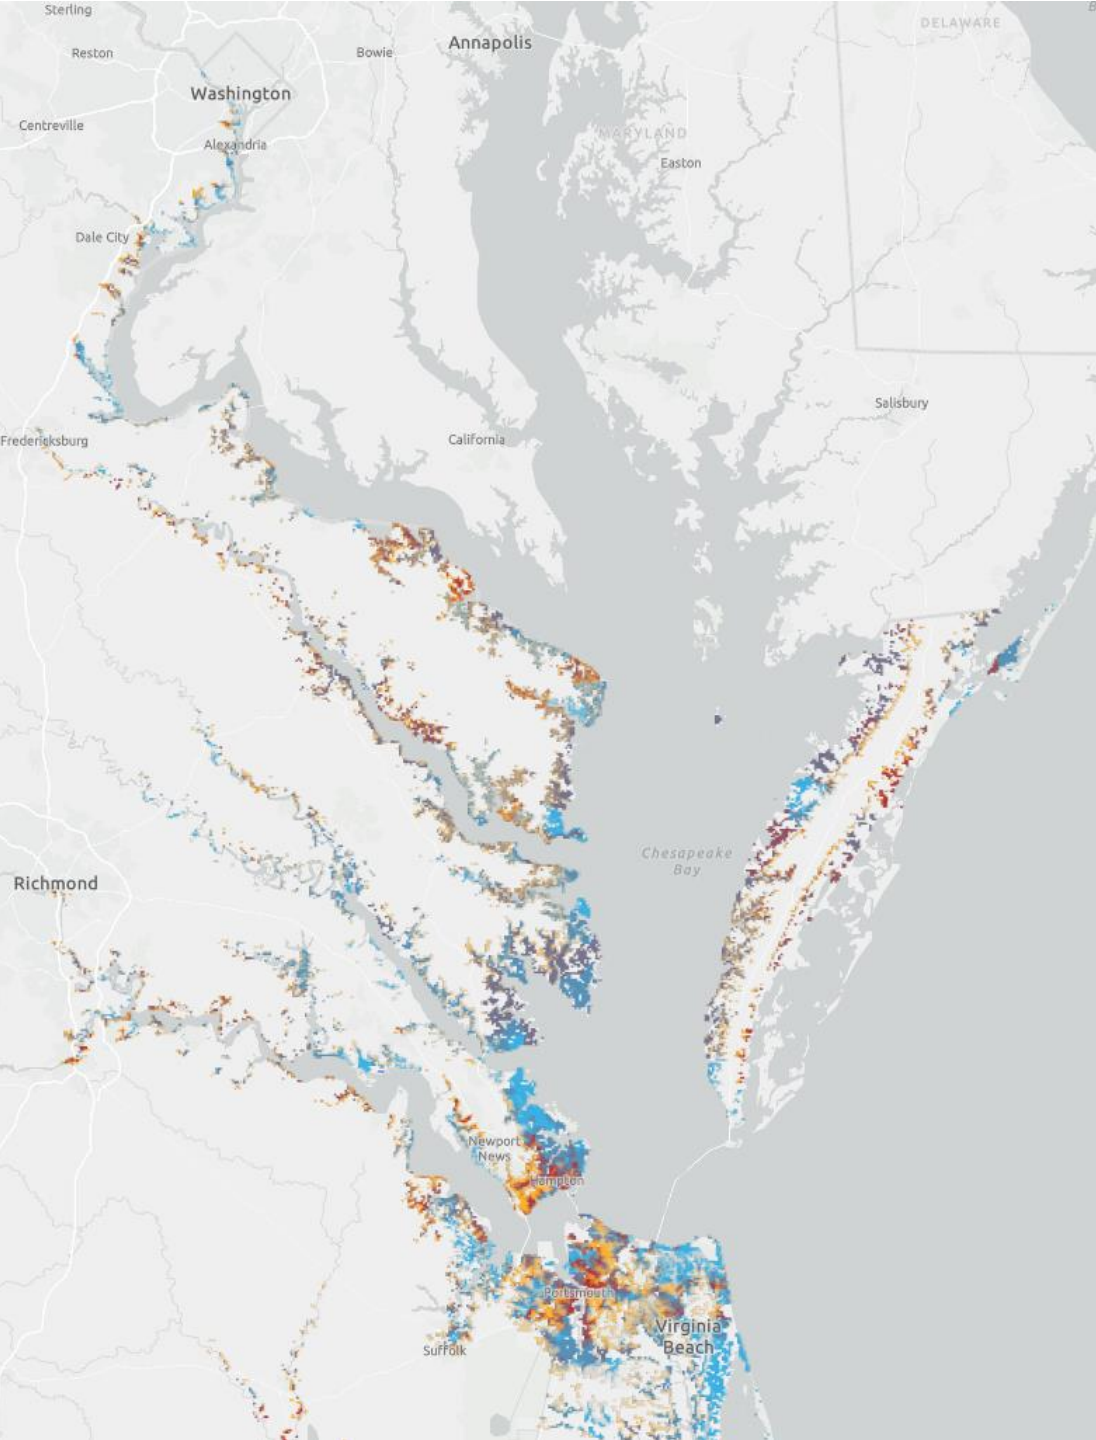 Sterling
Reston
Bowie
Annapolis
DELAWARE
Washington
Centreville
Alexandria
MARYLAND
Easton
Dale City
Salisbury
Fredericksburg
California
Chesapeake
Bay
Richmond
Newport
News
Hampton
Portsmouth
Virginia
Beach
Suffolk